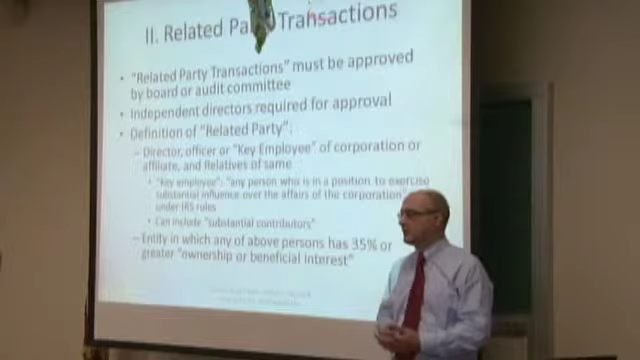 II. Related Pa Transactions
• "Related Party Transactions" must be approved
by board or audit committee
• Independent directors required for approval
• Definition of "Related Party":
– Director, officer or "Key Employee" of corporation or
affiliate, and Relatives of same
• "Key employee": "any person who is in a position to exercise
substantial influence over the affairs of the corporation"
under IRS rules
• Can include "substantial contributors"
– Entity in which any of above persons has 35% or
greater "ownership or beneficial interest"